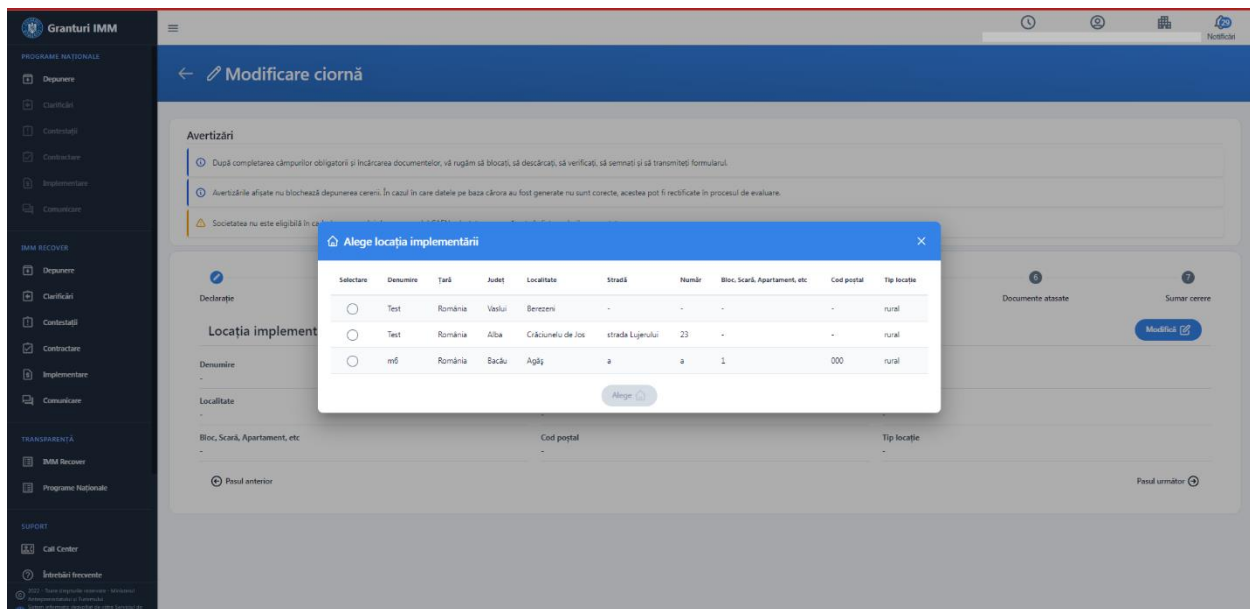 Granturi IMM
Notificări
PROGRAME NAȚIONALE
Depunere
Clarificări
Contestații
Contractare
Implementare
Comunicare
IMM RECOVER
Depunere
Clarificări
Contestații
Contractare
Implementare
Comunicare
TRANSPARENȚĂ
IMM Recover
Programe Naționale
SUPORT
Call Center
Întrebări frecvente
Modificare ciornă
Avertizări
După completarea câmpurilor obligatorii și încărcarea documentelor, vă rugăm să blocați, să descărcați, să verificați, să semnați și să transmiteți formularul.
Avertizările afișate nu blochează depunerea cererii. În cazul în care datele pe baza cărora au fost generate nu sunt corecte, acestea pot fi rectificate în procesul de evaluare.
Societatea nu este eligibilă în
Declarație
6
Documente atasate
7
Sumar cerere
Alege locația implementării
Selectare Denumire Țară Județ Localitate Stradă Număr Bloc, Scară, Apartament, etc Cod poștal Tip locație
Test România Vaslui Berezeni - - - - rural
Test România Alba Crăciunelu de Jos strada Lujerului 23 - - rural
m6 România Bacău Agăș a a 1 000 rural
Alege
Locația implement
Modifică
Denumire
-
Localitate
-
Bloc, Scară, Apartament, etc Cod poștal Tip locație
- - -
Pasul anterior Pasul următor